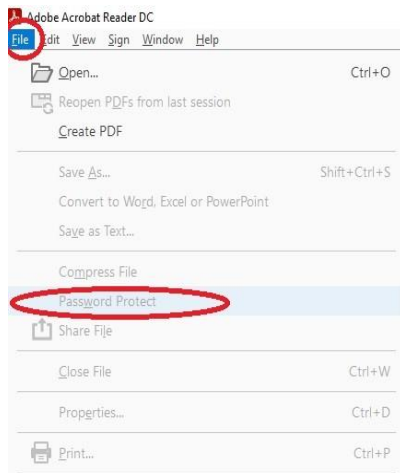 Adobe Acrobat Reader DC
File Edit View Sign Window Help
Open... Ctrl+O
Reopen PDFs from last session
Create PDF
Save As... Shift+Ctrl+S
Convert to Word, Excel or PowerPoint
Save as Text...
Compress File
Password Protect
Share File
Close File Ctrl+W
Properties... Ctrl+D
Print... Ctrl+P